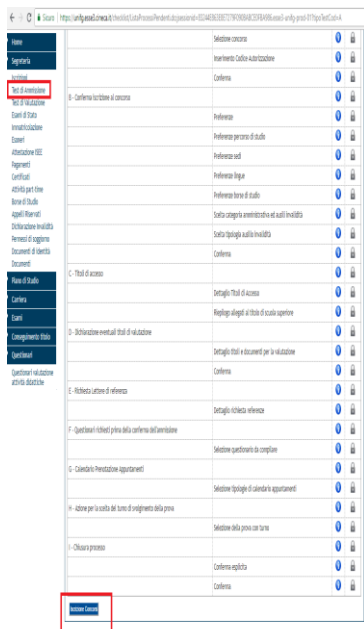 Sicuro
Home
Segreteria
Iscrizioni
Test di Ammissione
Test di Valutazione
Esami di Stato
Immatricolazione
Esoneri
Attestazione ISEE
Pagamenti
Certificati
Attività part-time
Borse di Studio
Appelli Riservati
Dichiarazione Invalidità
Permessi di soggiorno
Documenti di identità
Documenti
Piano di Studio
Carriera
Esami
Conseguimento titolo
Questionari
Questionari valutazione
attività didattiche
Selezione concorso
Inserimento Codice Autorizzazione
Conferma
B - Conferma iscrizione al concorso
Preferenze
Preferenze percorso di studio
Preferenze sedi
Preferenze lingue
Preferenze borse di studio
Scelta categoria amministrativa ed ausili invalidità
Scelta tipologia ausilio invalidità
Conferma
C - Titoli di accesso
Dettaglio Titoli di Accesso
Riepilogo allegati al titolo di scuola superiore
D - Dichiarazione eventuali titoli di valutazione
Dettaglio titoli e documenti per la valutazione
Conferma
E - Richiesta Lettere di referenza
Dettaglio richiesta referenze
F - Questionari richiesti prima della conferma dell'ammissione
Selezione questionario da compilare
G - Calendario Prenotazione Appuntamenti
Selezione tipologie di calendario appuntamenti
H - Azione per la scelta del turno di svolgimento della prova
Selezione della prova con turno
I - Chiusura processo
Conferma esplicita
Conferma
Iscrizione Concorsi